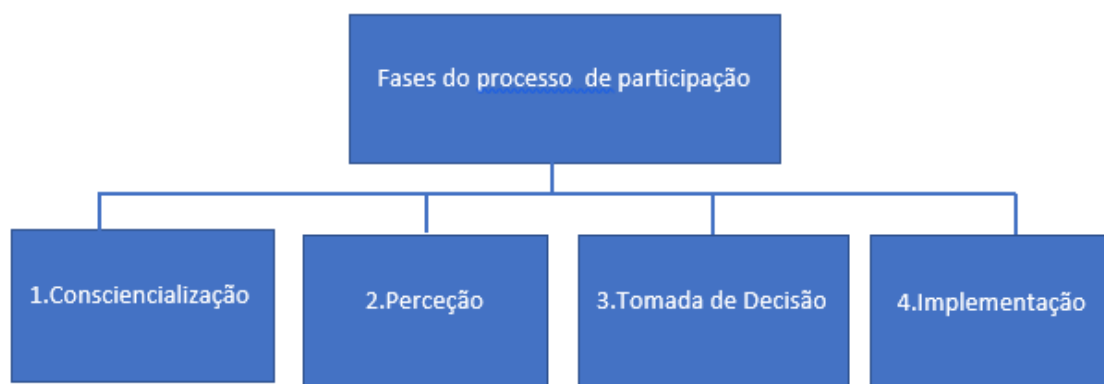 Fases do processo de participação
1.Consciencialização
2.Perceção
3.Tomada de Decisão
4.Implementação